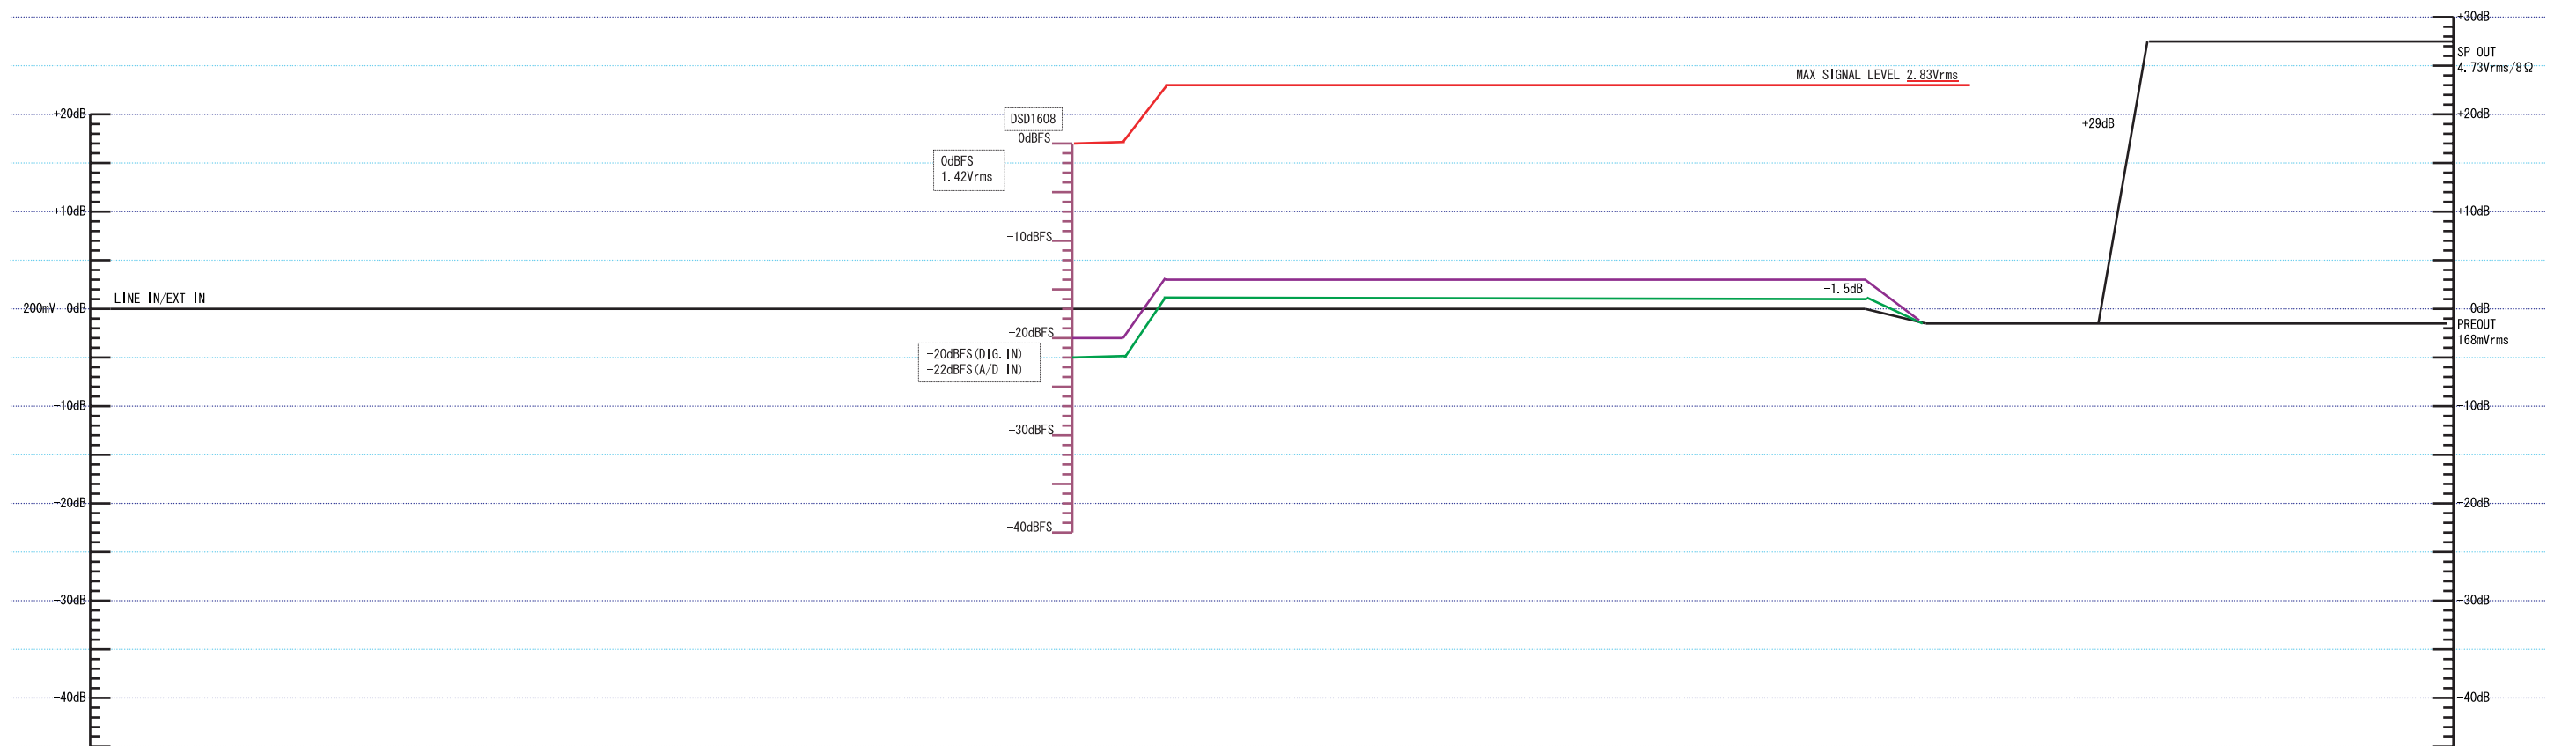 +30dB
SP OUT
4.73Vrms/8Ω
MAX SIGNAL LEVEL 2.83Vrms
+20dB
DSD1608
+29dB
+20dB
0dBFS
0dBFS
1.42Vrms
+10dB
+10dB
-10dBFS
-1.5dB
LINE IN/EXT IN
200mV 0dB
0dB
PREOUT
168mVrms
-20dBFS
-20dBFS(DIG.IN)
-22dBFS(A/D IN)
-10dB
-10dB
-30dBFS
-20dB
-20dB
-40dBFS
-30dB
-30dB
-40dB
-40dB